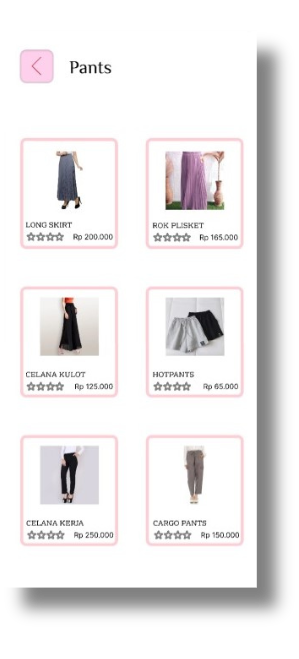 Pants
LONG SKIRT
Rp 200.000
ROK PLISKET
Rp 165.000
CELANA KULOT
Rp 125.000
HOTPANTS
Rp 65.000
CELANA KERJA
Rp 250.000
CARGO PANTS
Rp 150.000